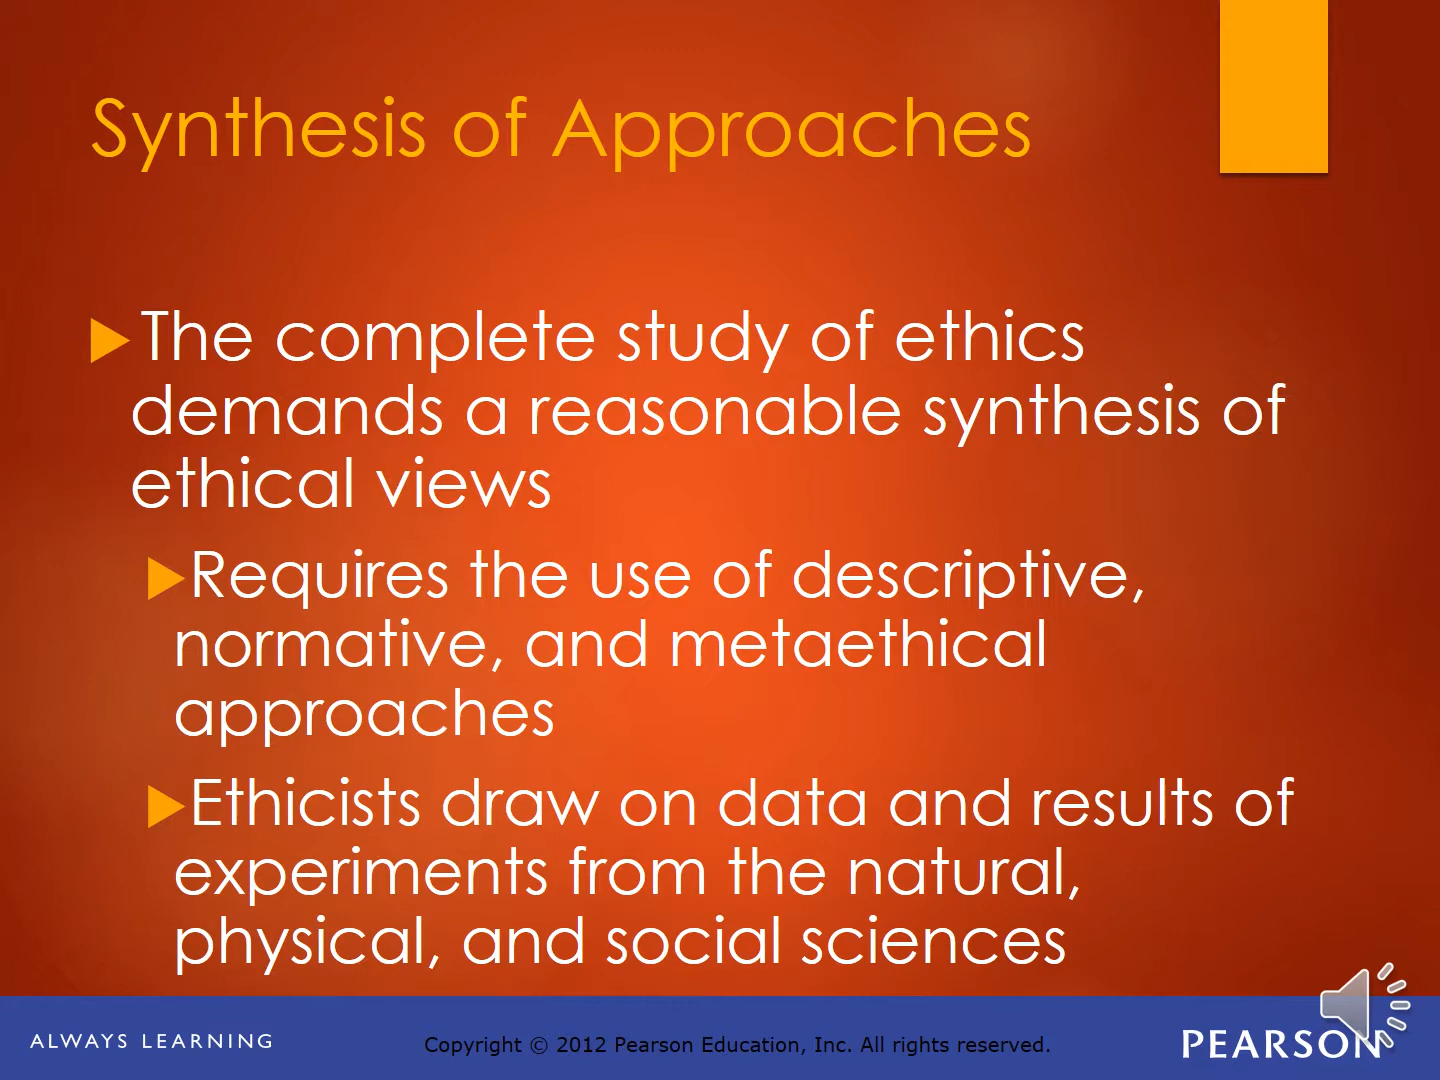 Synthesis of Approaches
The complete study of ethics
demands a reasonable synthesis of
ethical views
Requires the use of descriptive,
normative, and metaethical
approaches
Ethicists draw on data and results of
experiments from the natural,
physical, and social sciences
ALWAYS LEARNING
Copyright © 2012 Pearson Education, Inc. All rights reserved.
PEARSON